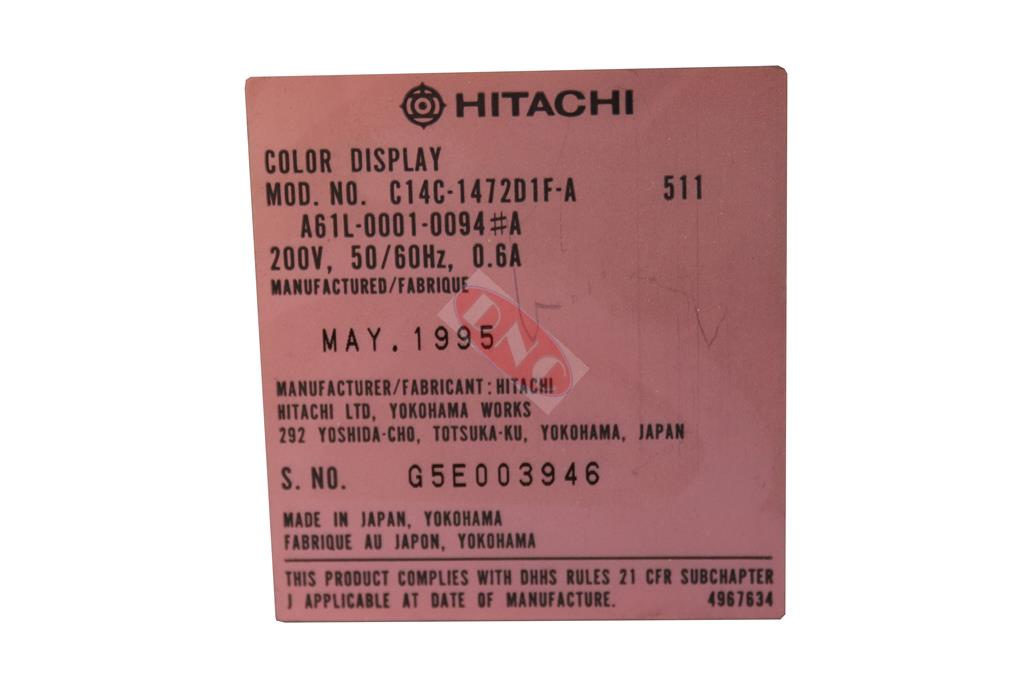 HITACHI
COLOR DISPLAY
MOD. NO. C14C-1472D1F-A 511
A61L-0001-0094#A
200V, 50/60Hz, 0.6A
MANUFACTURED/FABRIQUE
MAY. 1995
DNC
MANUFACTURER/FABRICANT: HITACHI
HITACHI LTD, YOKOHAMA WORKS
292 YOSHIDA-CHO, TOTSUKA-KU, YOKOHAMA, JAPAN
S. NO. G5E003946
MADE IN JAPAN, YOKOHAMA
FABRIQUE AU JAPON, YOKOHAMA
THIS PRODUCT COMPLIES WITH DHHS RULES 21 CFR SUBCHAPTER
J APPLICABLE AT DATE OF MANUFACTURE. 4967634